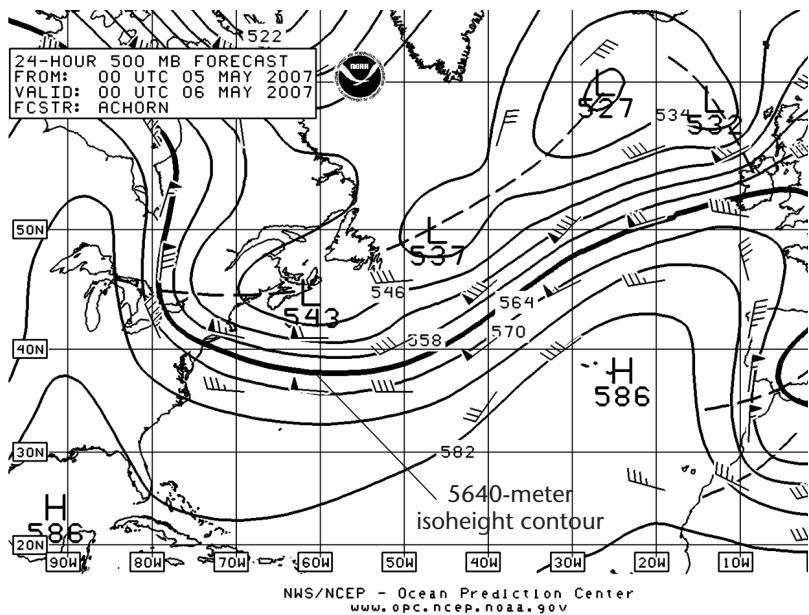 522
24-HOUR 500 MB FORECAST
FROM: 00 UTC 05 MAY 2007
VALID: 00 UTC 06 MAY 2007
FCSTR: ACHORN
NOAA
L
527
L
532
534
50N
L
537
L
543
546
564
558
570
40N
H
586
30N
582
5640-meter
isoheight contour
H
586
20N
90W 80W 70W 60W 50W 40W 30W 20W 10W
NWS/NCEP - Ocean Prediction Center
www.opc.ncep.noaa.gov